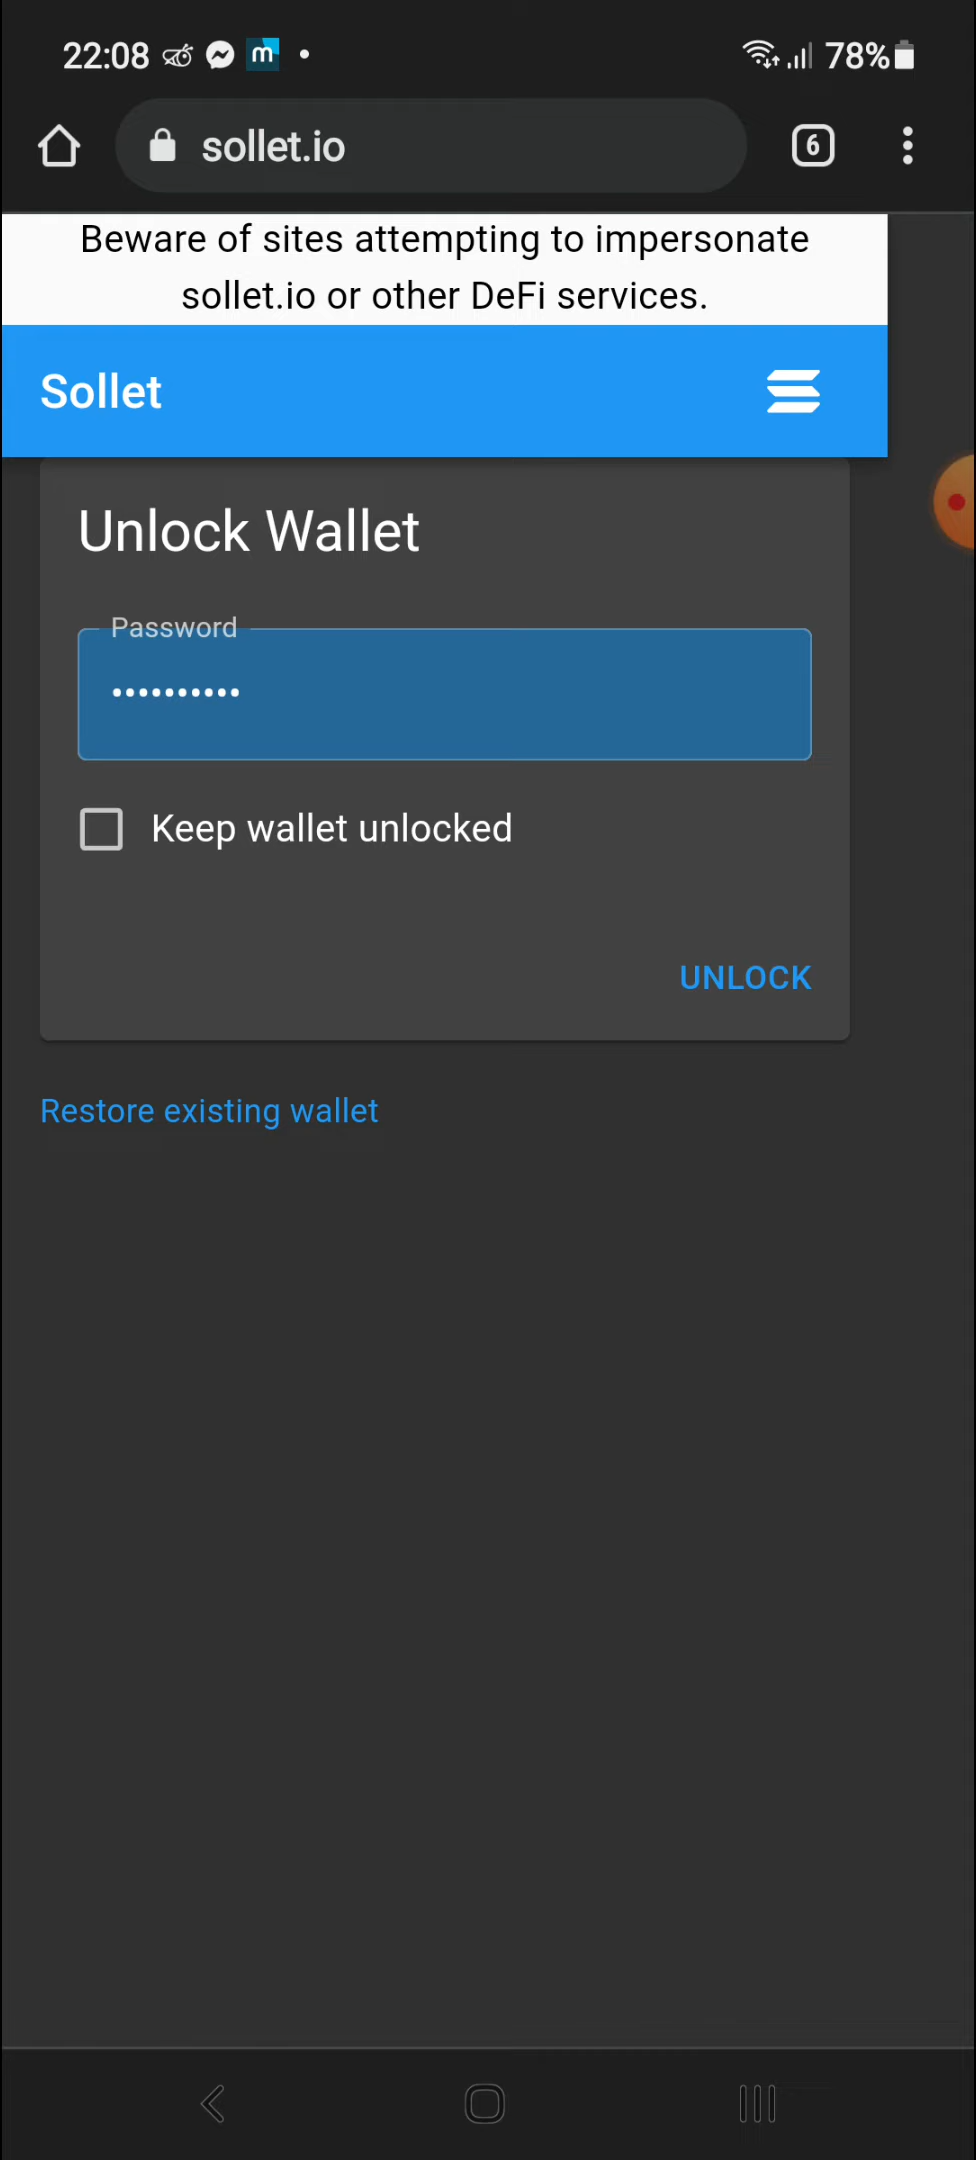 22:08 m 78%
sollet.io 6
Beware of sites attempting to impersonate
sollet.io or other DeFi services.
Sollet
Unlock Wallet
Password
••••••••••
Keep wallet unlocked
UNLOCK
Restore existing wallet